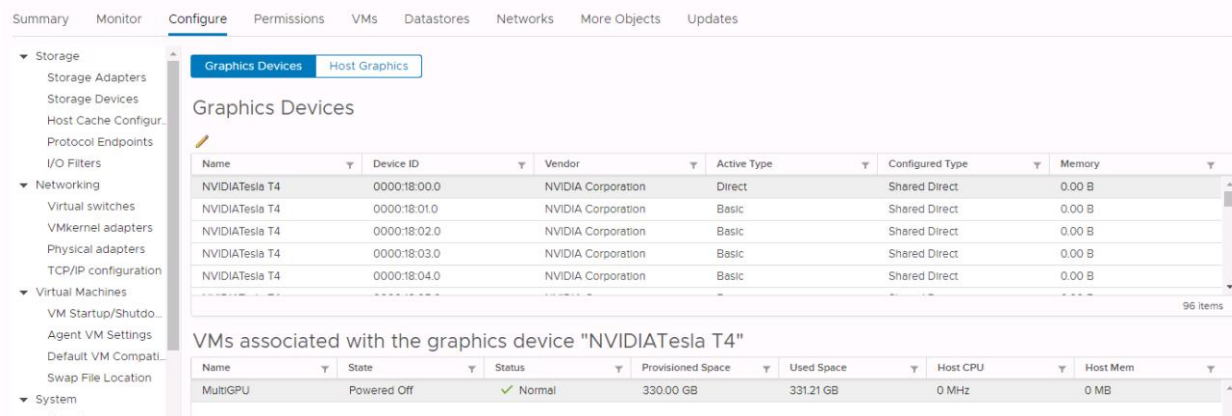 Summary Monitor Configure Permissions VMs Datastores Networks More Objects Updates
Storage
Storage Adapters
Storage Devices
Host Cache Configur..
Protocol Endpoints
I/O Filters
Networking
Virtual switches
VMkernel adapters
Physical adapters
TCP/IP configuration
Virtual Machines
VM Startup/Shutdo...
Agent VM Settings
Default VM Compati...
Swap File Location
System
Graphics Devices Host Graphics
Graphics Devices
Name Device ID Vendor Active Type Configured Type Memory
NVIDIATesla T4 0000:18:00.0 NVIDIA Corporation Direct Shared Direct 0.00 B
NVIDIATesla T4 0000:18:01.0 NVIDIA Corporation Basic Shared Direct 0.00 B
NVIDIATesla T4 0000:18:02.0 NVIDIA Corporation Basic Shared Direct 0.00 B
NVIDIATesla T4 0000:18:03.0 NVIDIA Corporation Basic Shared Direct 0.00 B
NVIDIATesla T4 0000:18:04.0 NVIDIA Corporation Basic Shared Direct 0.00 B
96 items
VMs associated with the graphics device "NVIDIATesla T4"
Name State Status Provisioned Space Used Space Host CPU Host Mem
MultiGPU Powered Off Normal 330.00 GB 331.21 GB 0 MHz 0 MB